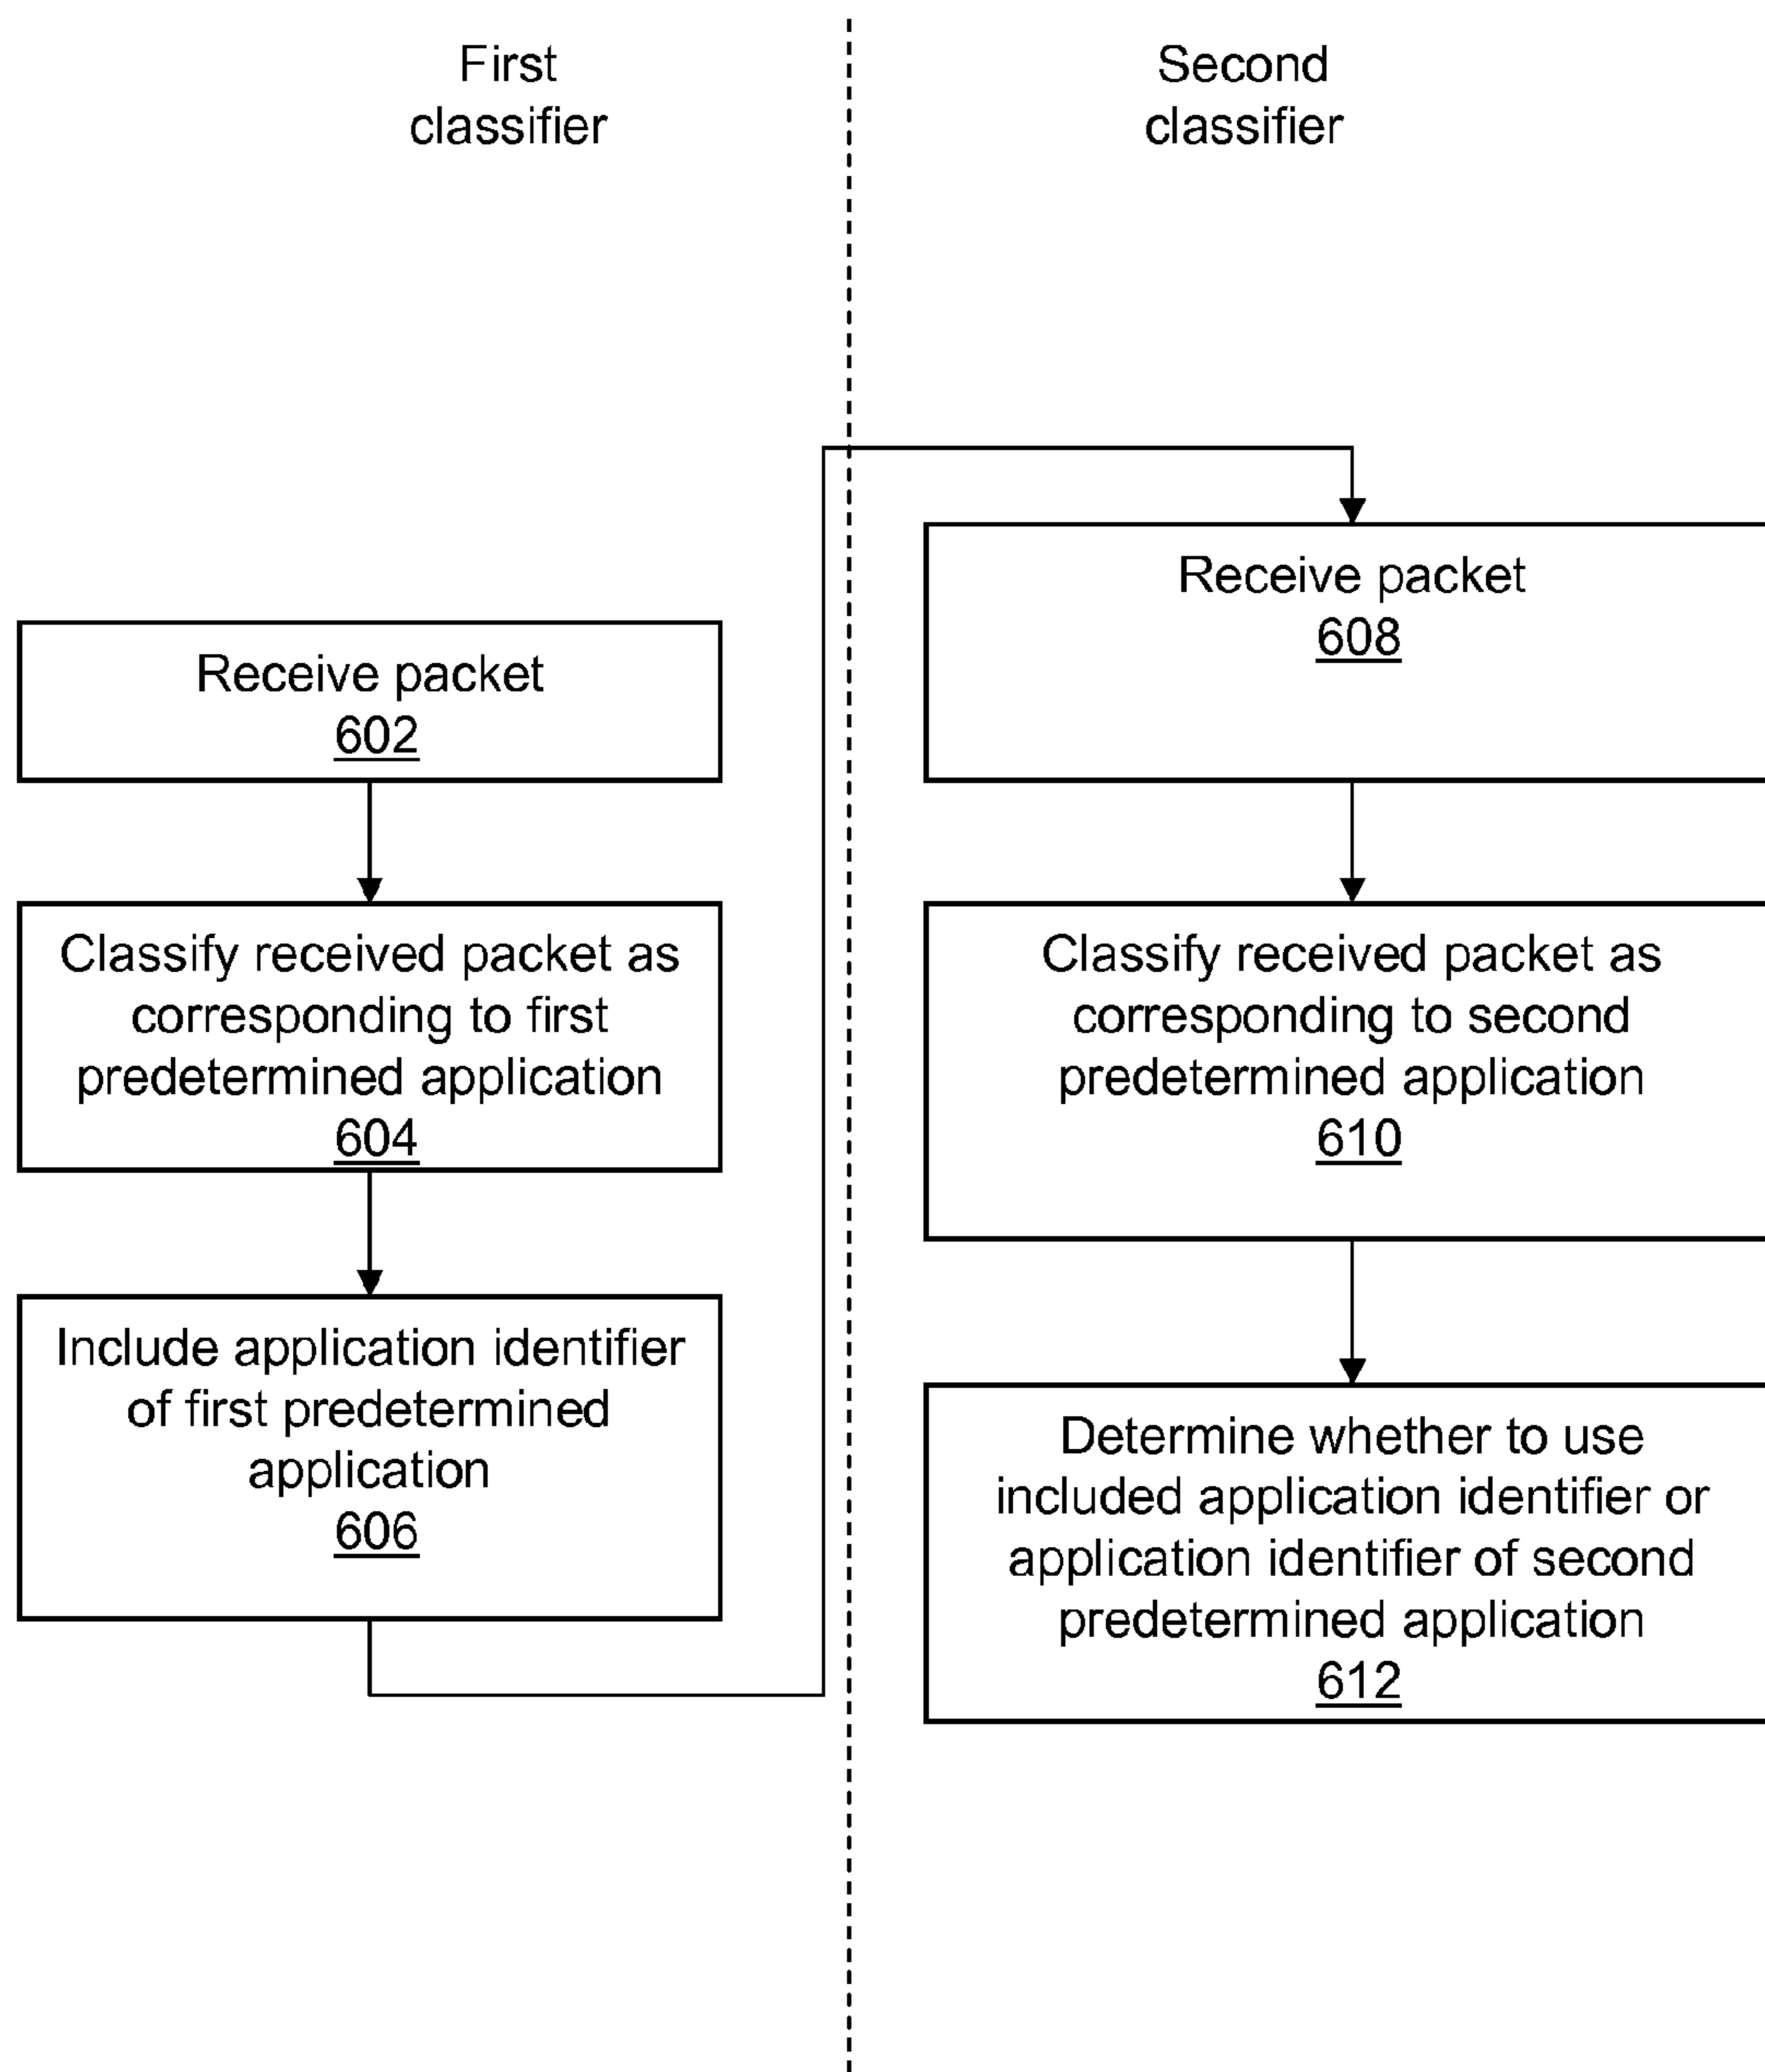 First
classifier
Second
classifier
Receive packet
602
Classify received packet as
corresponding to first
predetermined application
604
Include application identifier
of first predetermined
application
606
Receive packet
608
Classify received packet as
corresponding to second
predetermined application
610
Determine whether to use
included application identifier or
application identifier of second
predetermined application
612